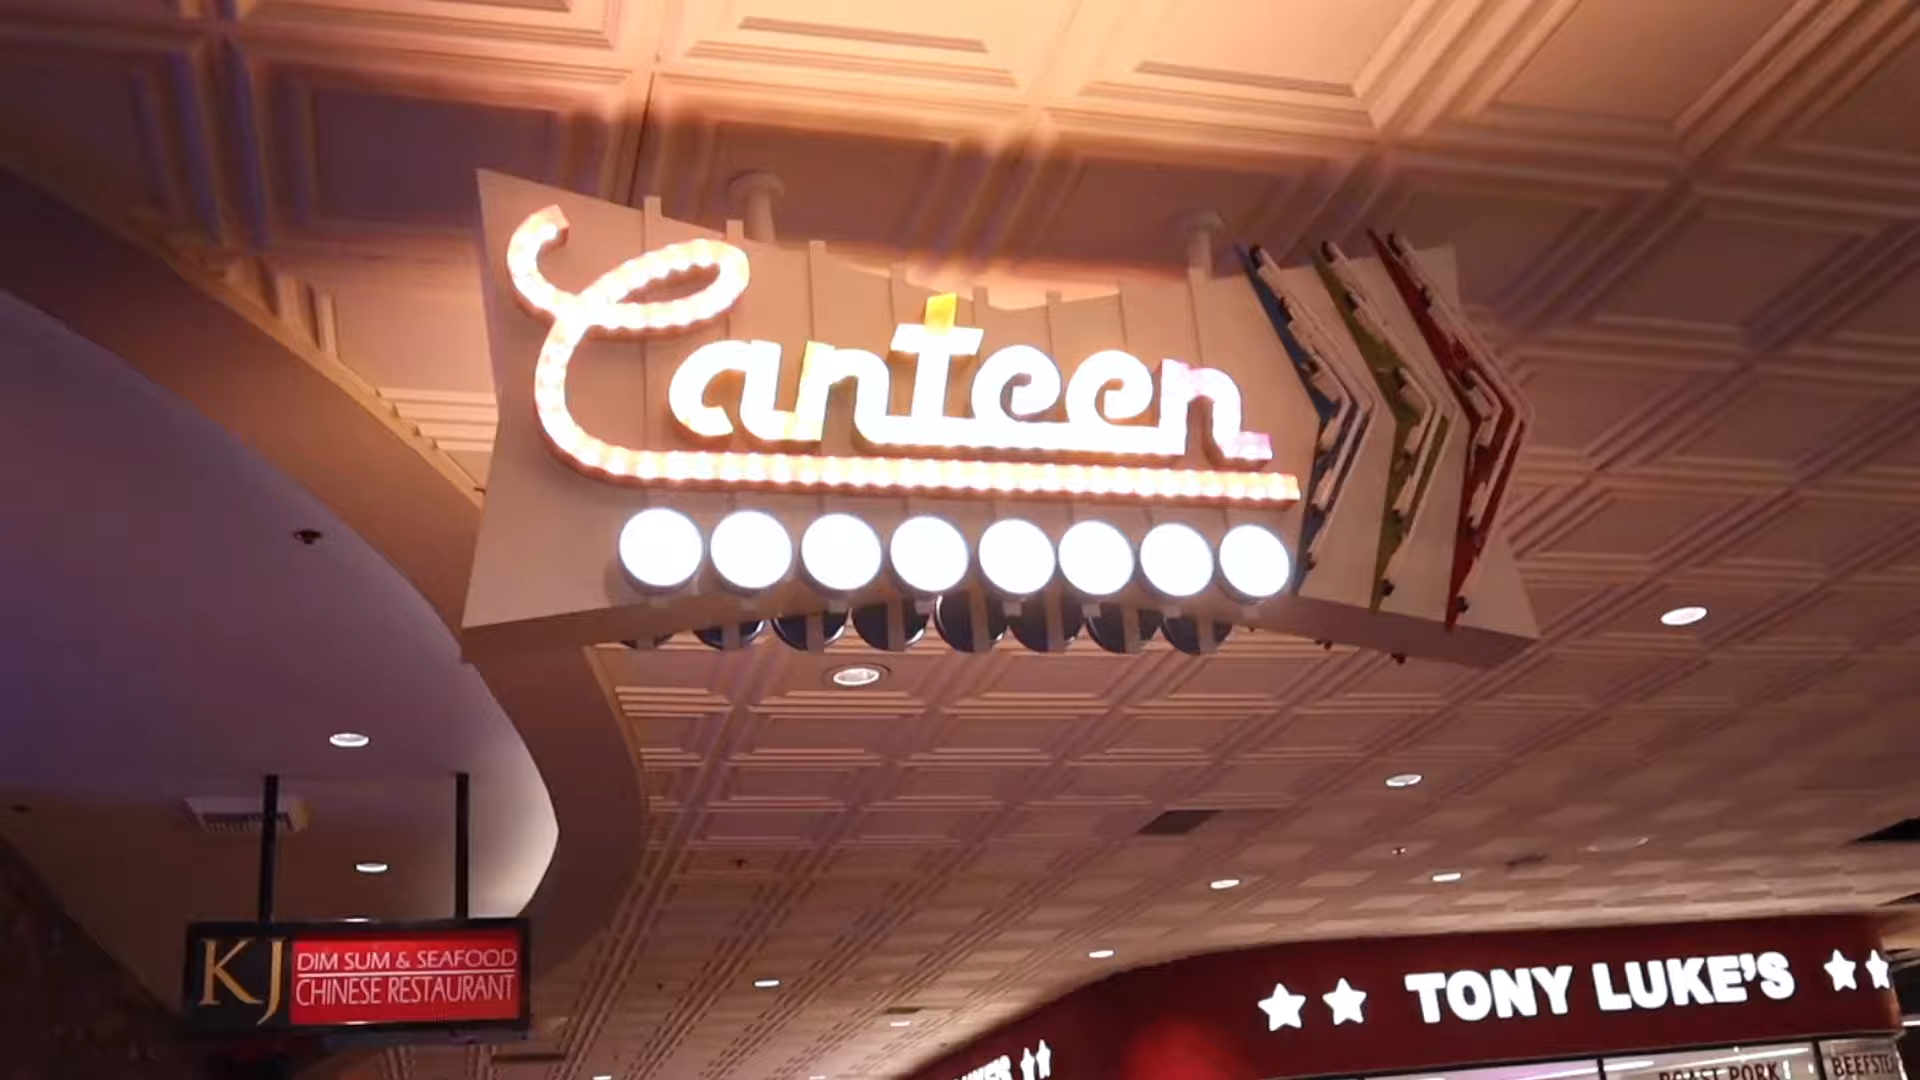 Canteen
KJ
DIM SUM & SEAFOOD
CHINESE RESTAURANT
TONY LUKE'S
ROAST PORK